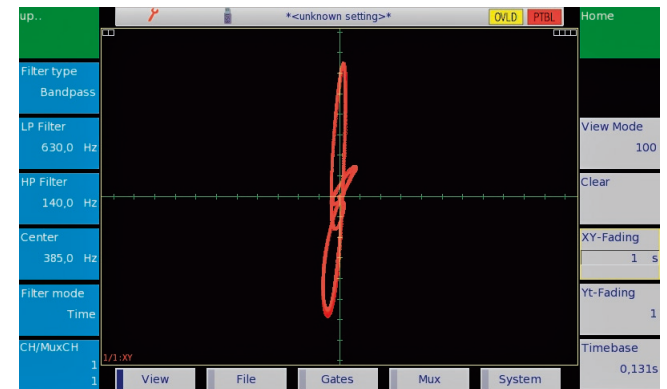 up..
*<unknown setting>*
OVLD
PTBL
Home
Filter type
Bandpass
LP Filter
630,0 Hz
HP Filter
140,0 Hz
Center
385,0 Hz
Filter mode
Time
CH/MuxCH
1
1
1/1:XY
View Mode
100
Clear
XY-Fading
1 s
Yt-Fading
1
Timebase
0,131s
View
File
Gates
Mux
System